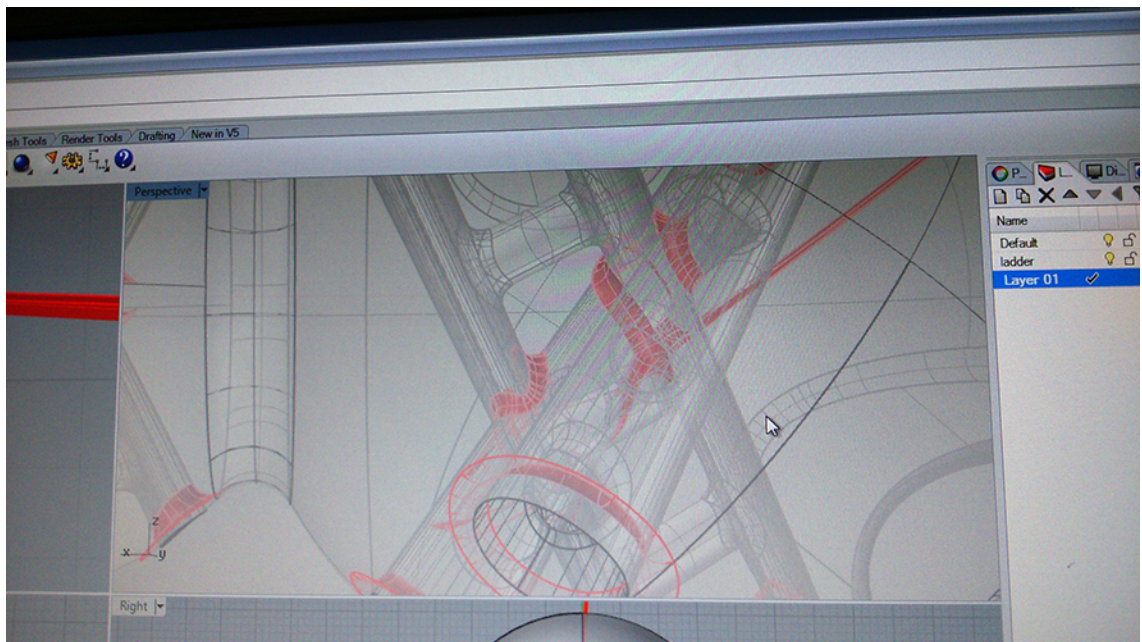 sh Tools Render Tools Drafting New in V5
Perspective
P... L... Di...
Name
Default
ladder
Layer 01
z
x y
Right